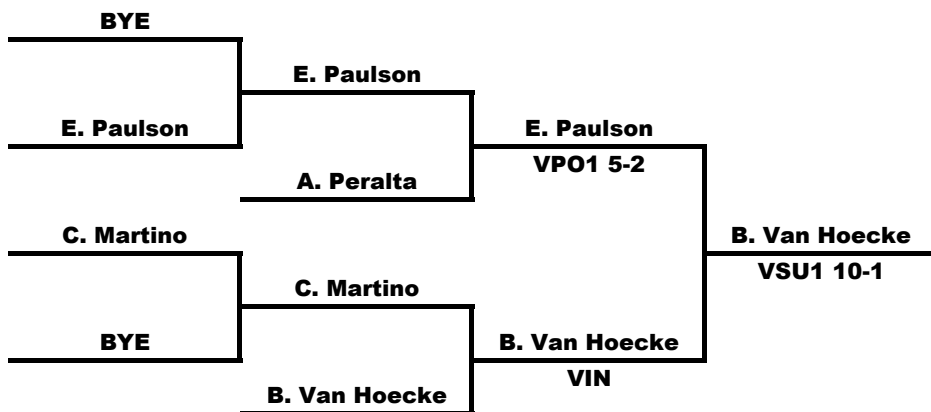 BYE
E. Paulson
E. Paulson
E. Paulson
VPO1 5-2
A. Peralta
C. Martino
B. Van Hoecke
VSU1 10-1
C. Martino
BYE
B. Van Hoecke
VIN
B. Van Hoecke